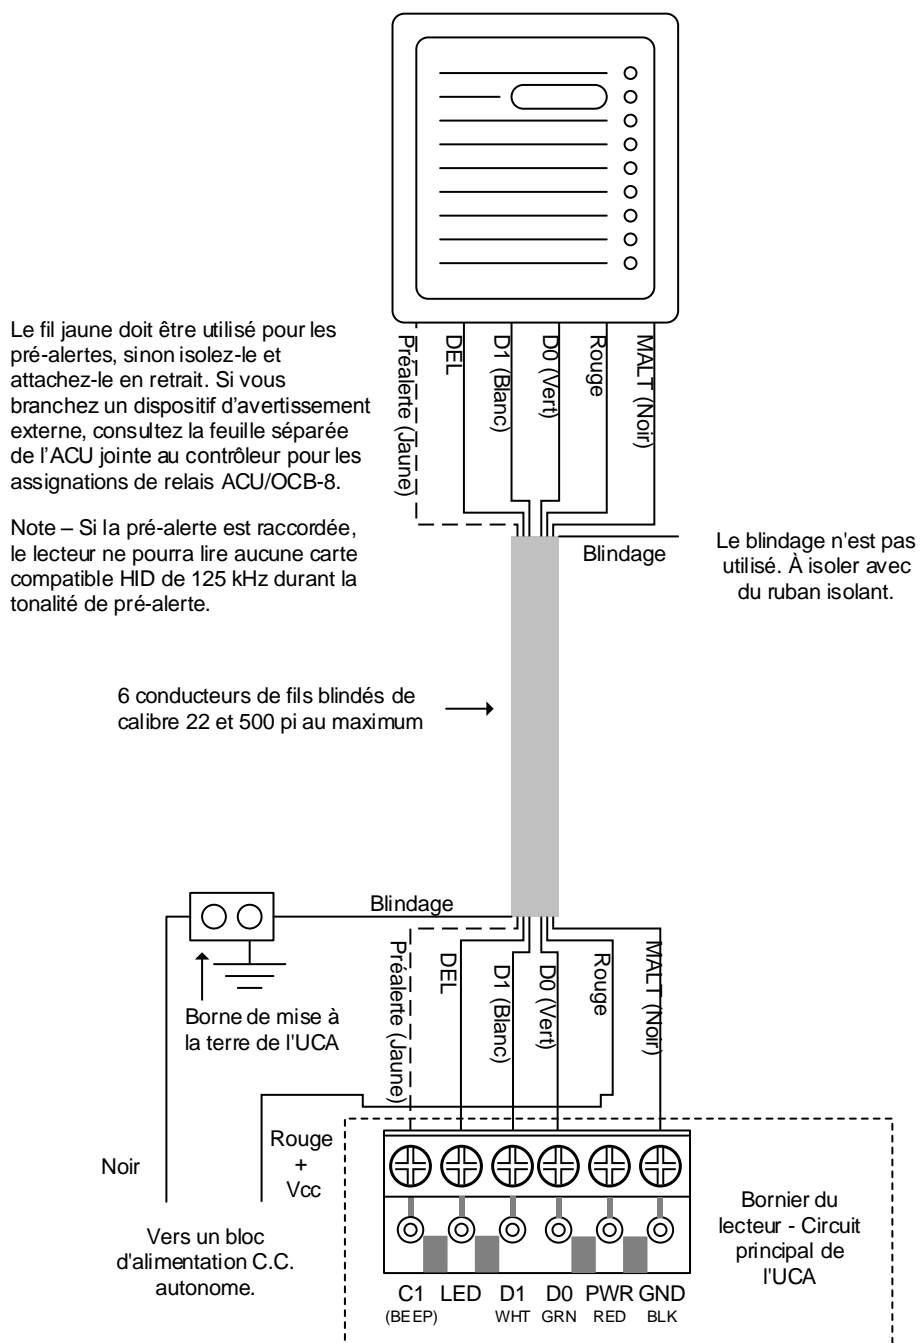 Le fil jaune doit être utilisé pour les
pré-alertes, sinon isolez-le et
attachez-le en retrait. Si vous
branchez un dispositif d'avertissement
externe, consultez la feuille séparée
de l'ACU jointe au contrôleur pour les
assignations de relais ACU/OCB-8.
Note – Si la pré-alerte est raccordée,
le lecteur ne pourra lire aucune carte
compatible HID de 125 kHz durant la
tonalité de pré-alerte.
Préalerte (Jaune)
DEL
D1 (Blanc)
D0 (Vert)
Rouge
MALT (Noir)
Blindage
Le blindage n'est pas
utilisé. À isoler avec
du ruban isolant.
6 conducteurs de fils blindés de
calibre 22 et 500 pi au maximum
Blindage
Borne de mise à
la terre de l'UCA
Préalerte (Jaune)
DEL
D1 (Blanc)
D0 (Vert)
Rouge
MALT (Noir)
Noir
Rouge
+
Vcc
Vers un bloc
d'alimentation C.C.
autonome.
Bornier du
lecteur - Circuit
principal de
l'UCA
C1 LED D1 D0 PWR GND
(BEEP) WHT GRN RED BLK